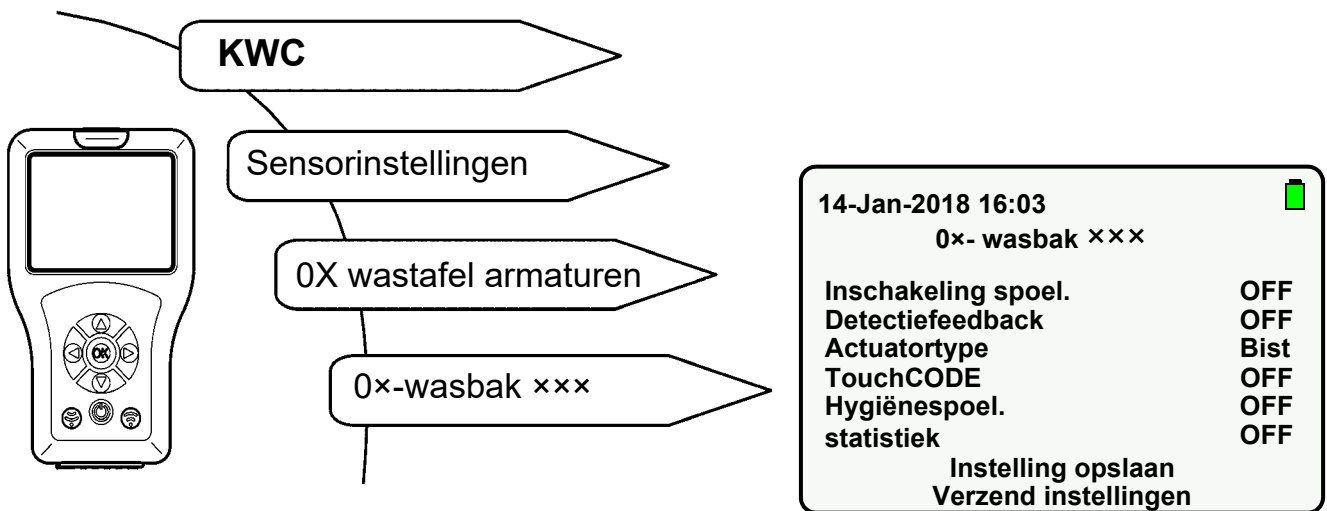 KWC
Sensorinstellingen
0X wastafel armaturen
0×-wasbak ×××
OK
14-Jan-2018 16:03
0×- wasbak ×××
Inschakeling spoel. OFF
Detectiefeedback OFF
Actuatortype Bist
TouchCODE OFF
Hygiënespoel. OFF
statistiek OFF
Instelling opslaan
Verzend instellingen